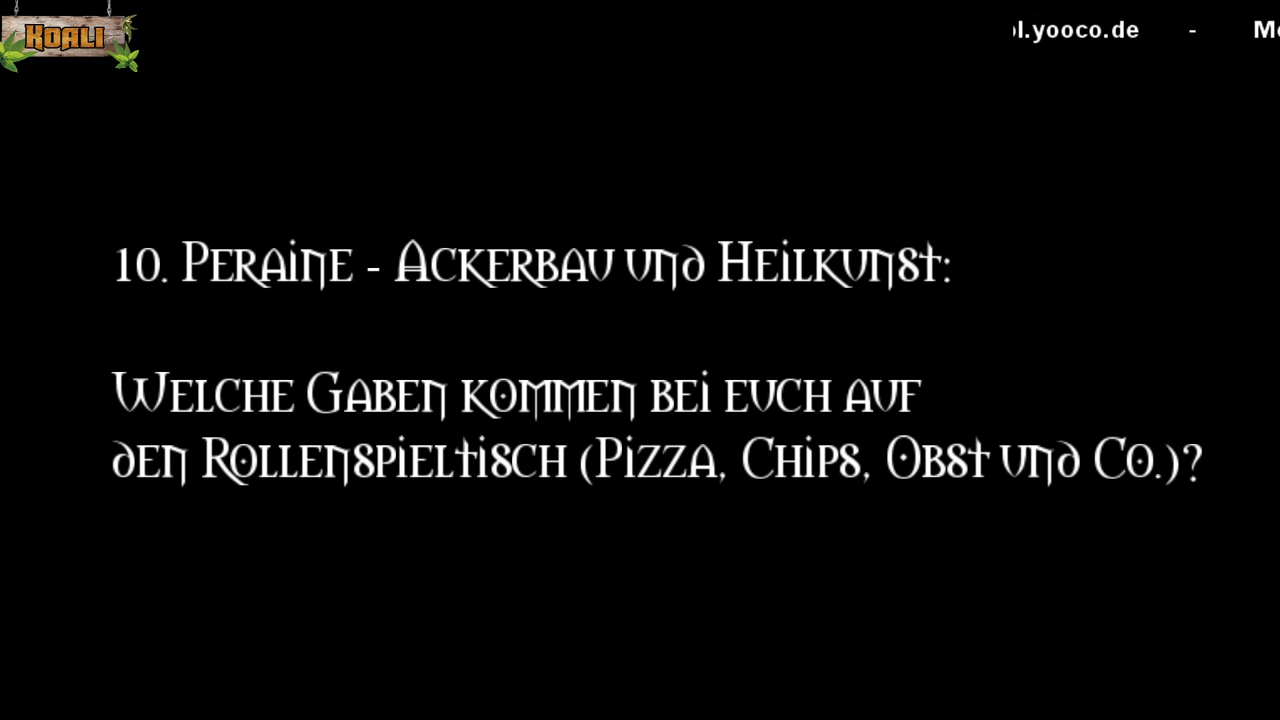 KOALI
ol.yooco.de -
10. Peraine - Ackerbau und Heilkunst:
Welche Gaben kommen bei euch auf
den Rollenspieltisch (Pizza, Chips, Obst und Co.)?